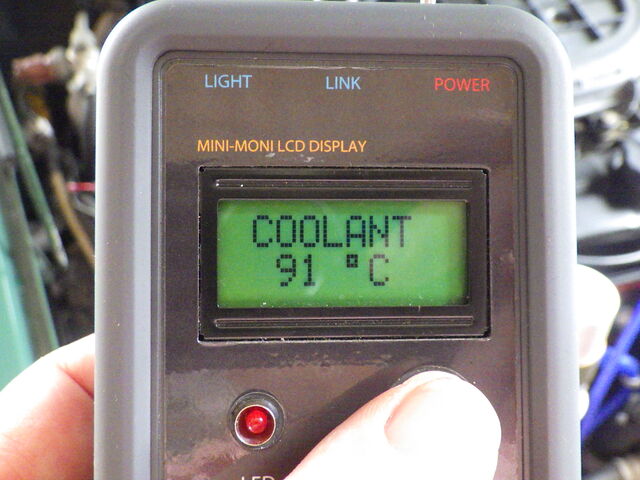 LIGHT LINK POWER
MINI-MONI LCD DISPLAY
COOLANT
91 °C